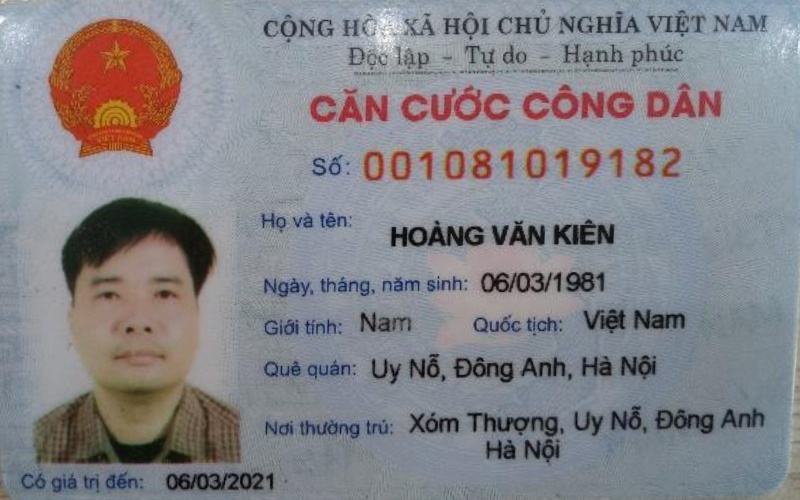 CỘNG HÒA XÃ HỘI CHỦ NGHĨA VIỆT NAM
Độc lập - Tự do - Hạnh phúc
CĂN CƯỚC CÔNG DÂN
Số: 001081019182
Họ và tên: HOÀNG VĂN KIÊN
Ngày, tháng, năm sinh: 06/03/1981
Giới tính: Nam Quốc tịch: Việt Nam
Quê quán: Uy Nỗ, Đông Anh, Hà Nội
Nơi thường trú: Xóm Thượng, Uy Nỗ, Đông Anh
Hà Nội
Có giá trị đến: 06/03/2021